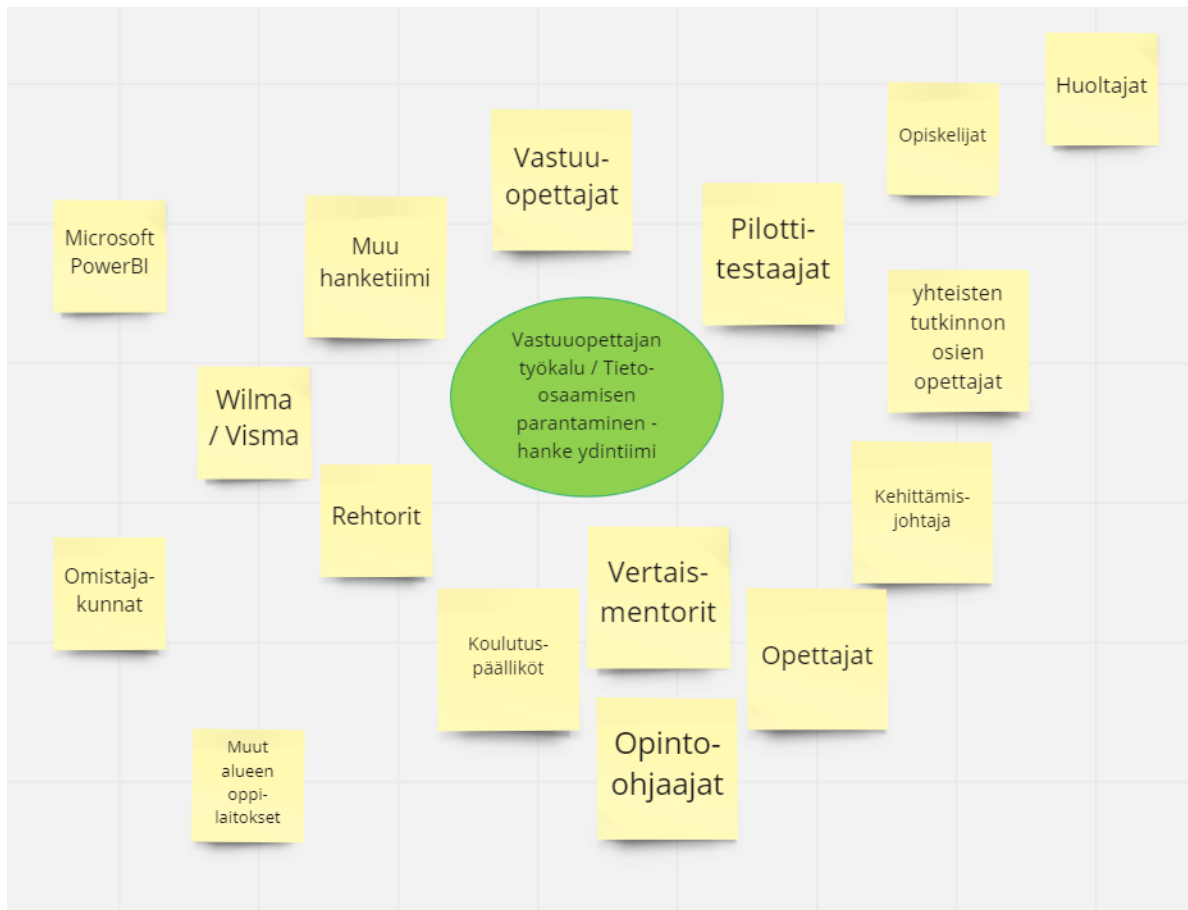 Huoltajat
Opiskelijat
Vastuu-
opettajat
Pilotti-
testaajat
Microsoft
PowerBI
Muu
hanketiimi
yhteisten
tutkinnon
osien
opettajat
Vastuuopettajan
työkalu / Tieto-
osaamisen
parantaminen -
hanke ydintiimi
Wilma
/ Visma
Rehtorit
Kehittämis-
johtaja
Omistaja-
kunnat
Vertais-
mentorit
Koulutus-
päälliköt
Opettajat
Opinto-
ohjaajat
Muut
alueen
oppi-
laitokset